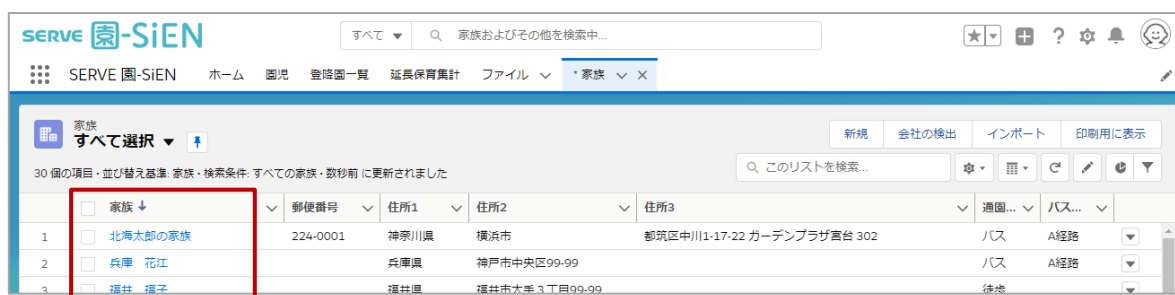 SERVE 園-SiEN
すべて 家族およびその他を検索中...
SERVE 園-SiEN ホーム 園児 登降園一覧 延長保育集計 ファイル * 家族
家族
すべて選択
新規 会社の検出 インポート 印刷用に表示
30 個の項目・並び替え基準: 家族・検索条件: すべての家族・数秒前 に更新されました
このリストを検索...
家族 郵便番号 住所1 住所2 住所3 通園... バス...
1 北海太郎の家族 224-0001 神奈川県 横浜市 都筑区中川1-17-22 ガーデンプラザ宮台 302 バス A経路
2 兵庫 花江 兵庫県 神戸市中央区99-99 バス A経路
3 福井 福子 福井県 福井市大手３丁目99-99 徒歩